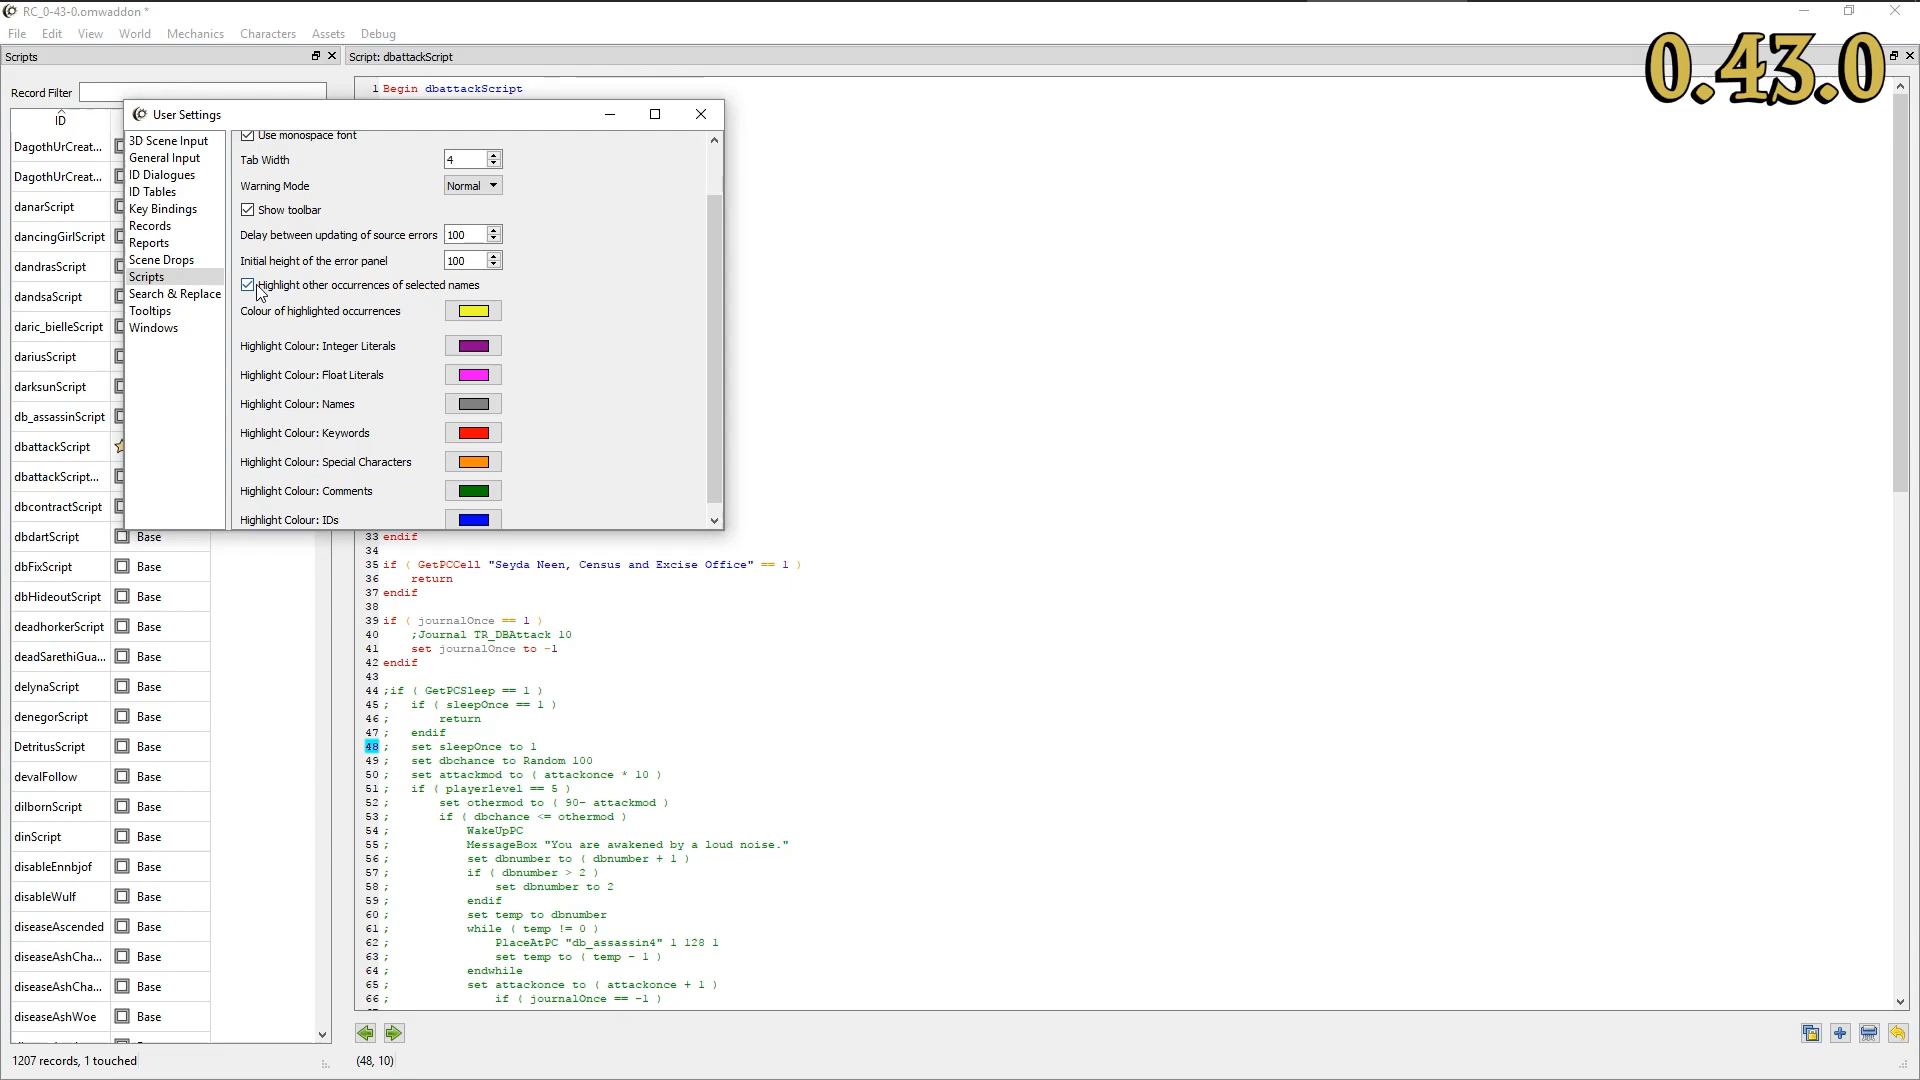 RC_0-43-0.omwaddon *
File Edit View World Mechanics Characters Assets Debug
0.43.0
Scripts
Script: dbattackScript
Record Filter
ID
DagothUrCreat...
DagothUrCreat...
danarScript
dancingGirlScript
dandrasScript
dandsaScript
daric_bielleScript
dariusScript
darksunScript
db_assassinScript
dbattackScript
dbattackScript...
dbcontractScript
dbdartScript Base
dbFixScript Base
dbHideoutScript Base
deadhorkerScript Base
deadSarethiGua... Base
delynaScript Base
denegorScript Base
DetritusScript Base
devalFollow Base
dilbornScript Base
dinScript Base
disableEnnbjof Base
disableWulf Base
diseaseAscended Base
diseaseAshCha... Base
diseaseAshCha... Base
diseaseAshWoe Base
1207 records, 1 touched
User Settings
3D Scene Input
General Input
ID Dialogues
ID Tables
Key Bindings
Records
Reports
Scene Drops
Scripts
Search & Replace
Tooltips
Windows
Use monospace font
Tab Width 4
Warning Mode Normal
Show toolbar
Delay between updating of source errors 100
Initial height of the error panel 100
Highlight other occurrences of selected names
Colour of highlighted occurrences
Highlight Colour: Integer Literals
Highlight Colour: Float Literals
Highlight Colour: Names
Highlight Colour: Keywords
Highlight Colour: Special Characters
Highlight Colour: Comments
Highlight Colour: IDs
1 Begin dbattackScript
33 endif
34
35 if ( GetPCCell "Seyda Neen, Census and Excise Office" == 1 )
36 return
37 endif
38
39 if ( journalOnce == 1 )
40 ;Journal TR_DBAttack 10
41 set journalOnce to -1
42 endif
43
44 ;if ( GetPCSleep == 1 )
45 ; if ( sleepOnce == 1 )
46 ; return
47 ; endif
48 ; set sleepOnce to 1
49 ; set dbchance to Random 100
50 ; set attackmod to ( attackonce * 10 )
51 ; if ( playerlevel == 5 )
52 ; set othermod to ( 90- attackmod )
53 ; if ( dbchance <= othermod )
54 ; WakeUpPC
55 ; MessageBox "You are awakened by a loud noise."
56 ; set dbnumber to ( dbnumber + 1 )
57 ; if ( dbnumber > 2 )
58 ; set dbnumber to 2
59 ; endif
60 ; set temp to dbnumber
61 ; while ( temp != 0 )
62 ; PlaceAtPC "db_assassin4" 1 128 1
63 ; set temp to ( temp - 1 )
64 ; endwhile
65 ; set attackonce to ( attackonce + 1 )
66 ; if ( journalOnce == -1 )
(48, 10)